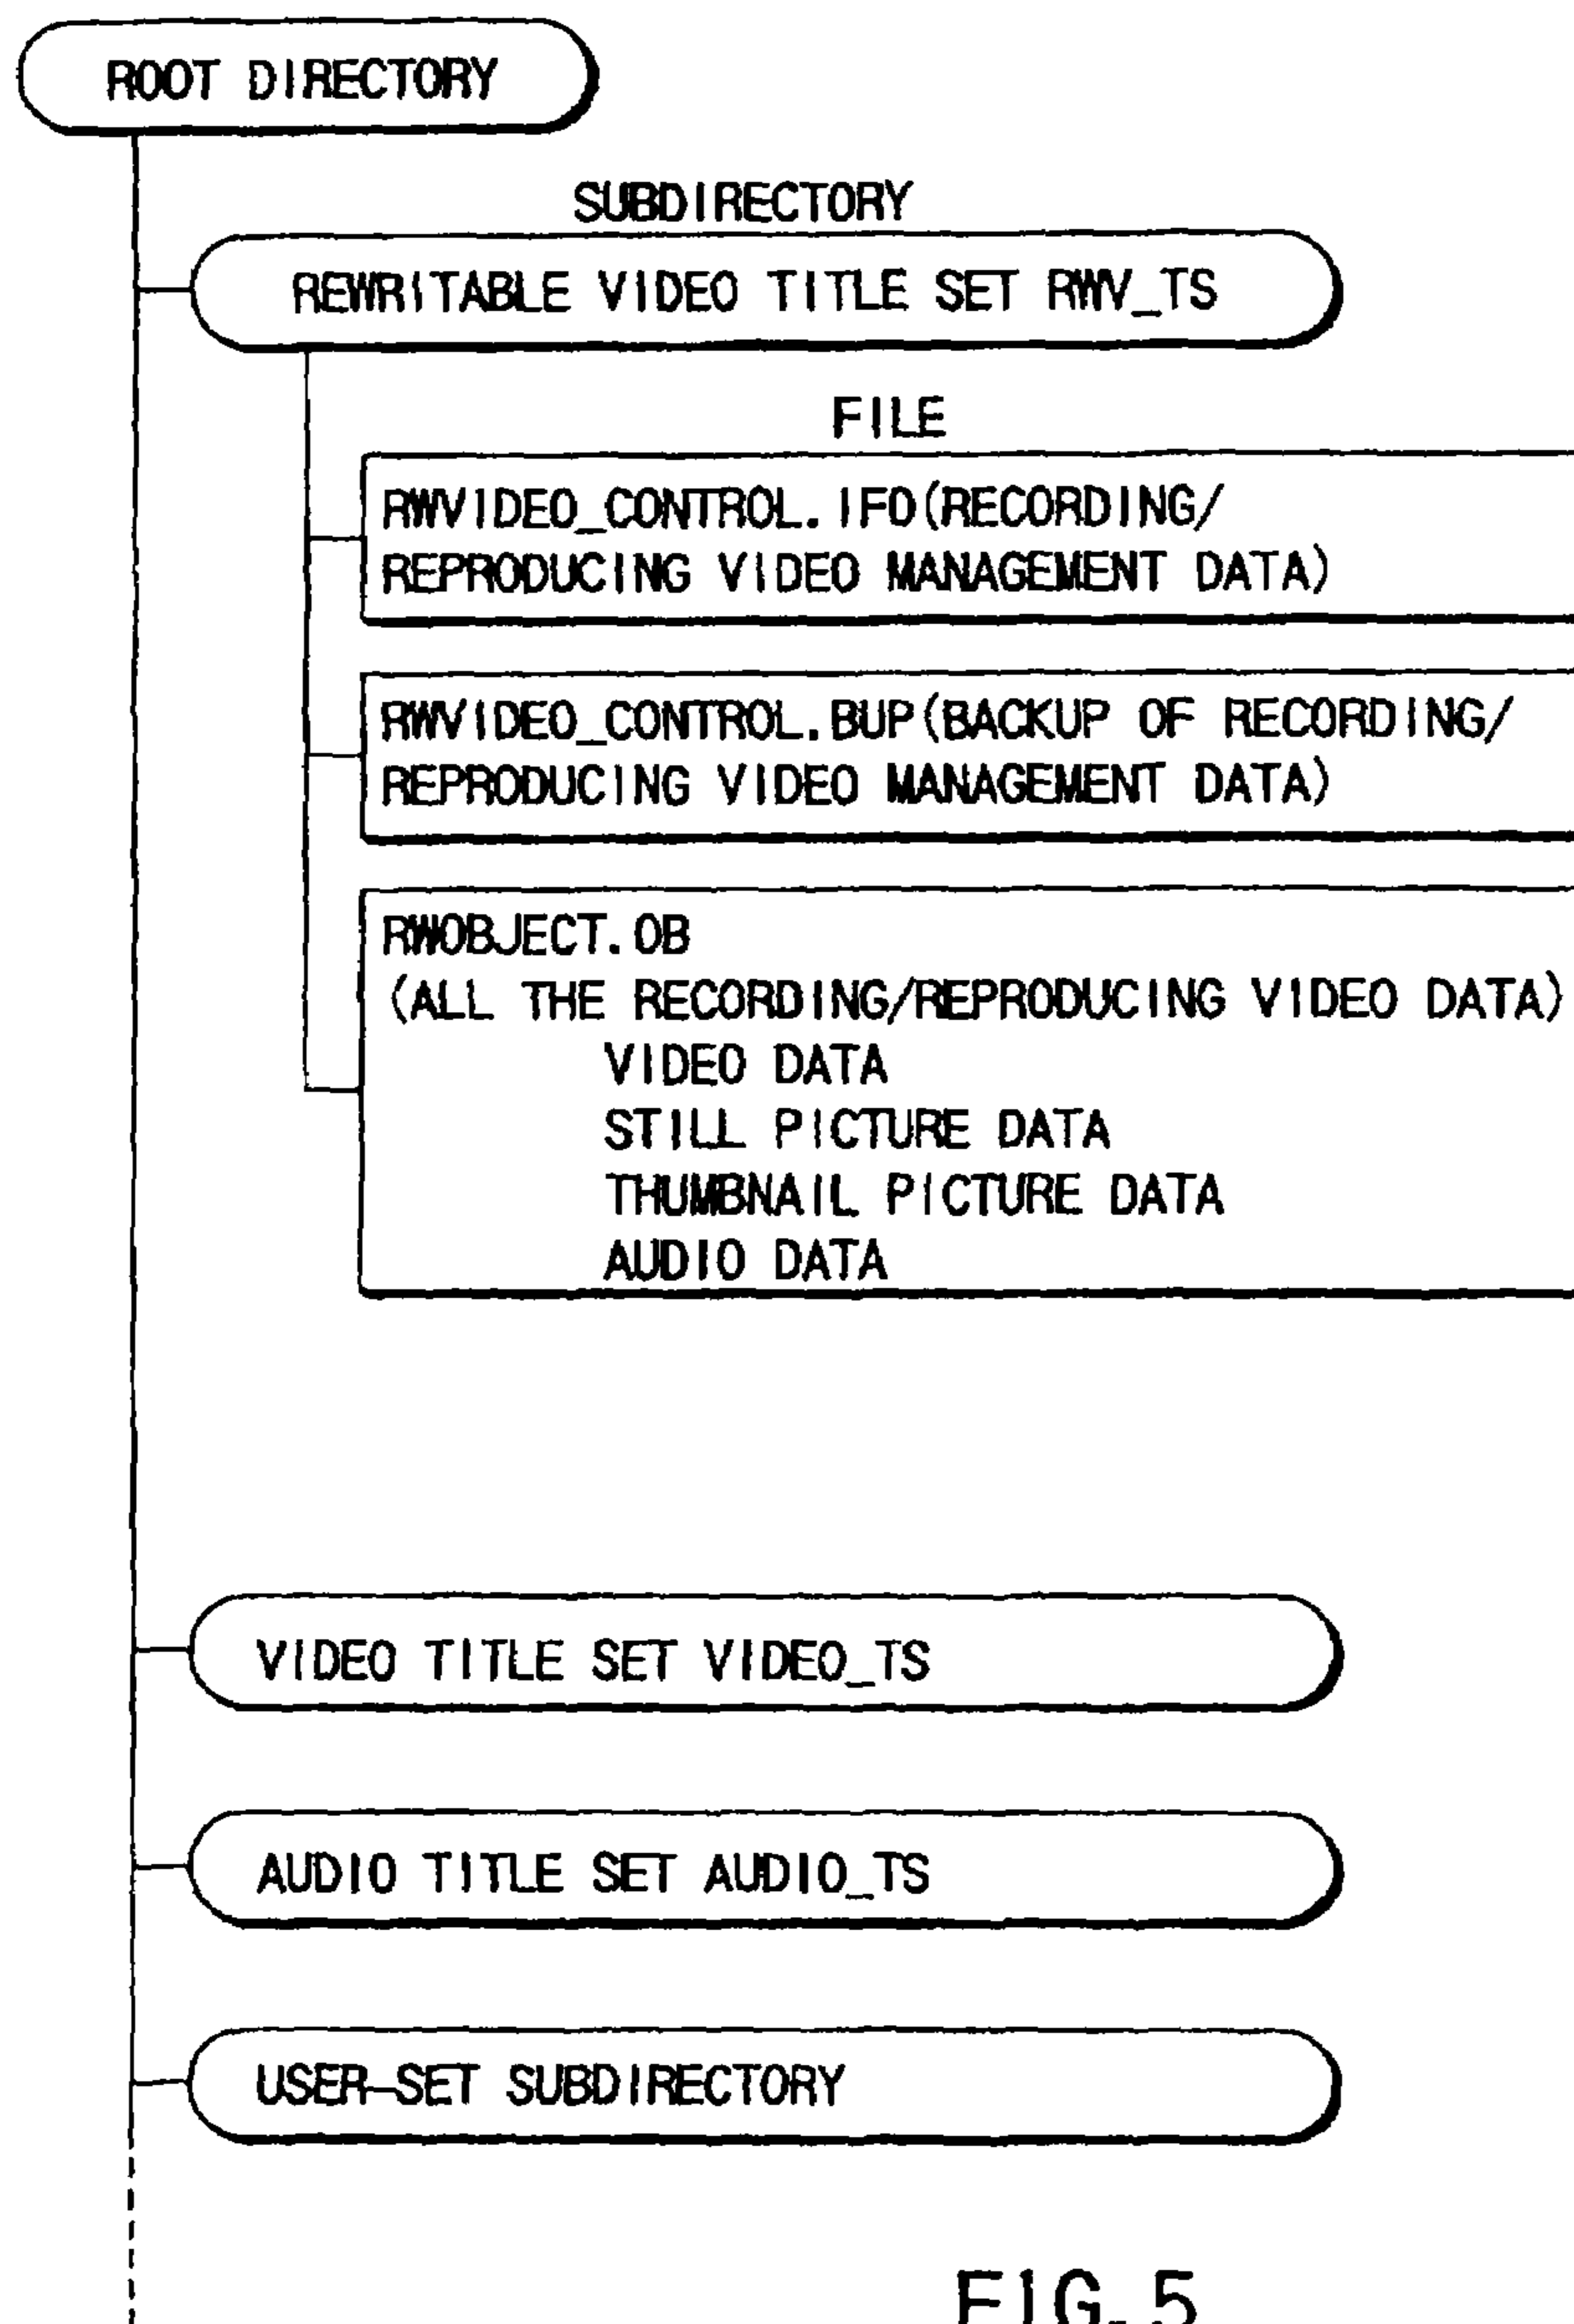 ROOT DIRECTORY
SUBDIRECTORY
REWRITABLE VIDEO TITLE SET RWV_TS
FILE
RWVIDEO_CONTROL.IFO(RECORDING/
REPRODUCING VIDEO MANAGEMENT DATA)
RWVIDEO_CONTROL.BUP(BACKUP OF RECORDING/
REPRODUCING VIDEO MANAGEMENT DATA)
RWOBJECT.OB
(ALL THE RECORDING/REPRODUCING VIDEO DATA)
VIDEO DATA
STILL PICTURE DATA
THUMBNAIL PICTURE DATA
AUDIO DATA
VIDEO TITLE SET VIDEO_TS
AUDIO TITLE SET AUDIO_TS
USER-SET SUBDIRECTORY
FIG.5